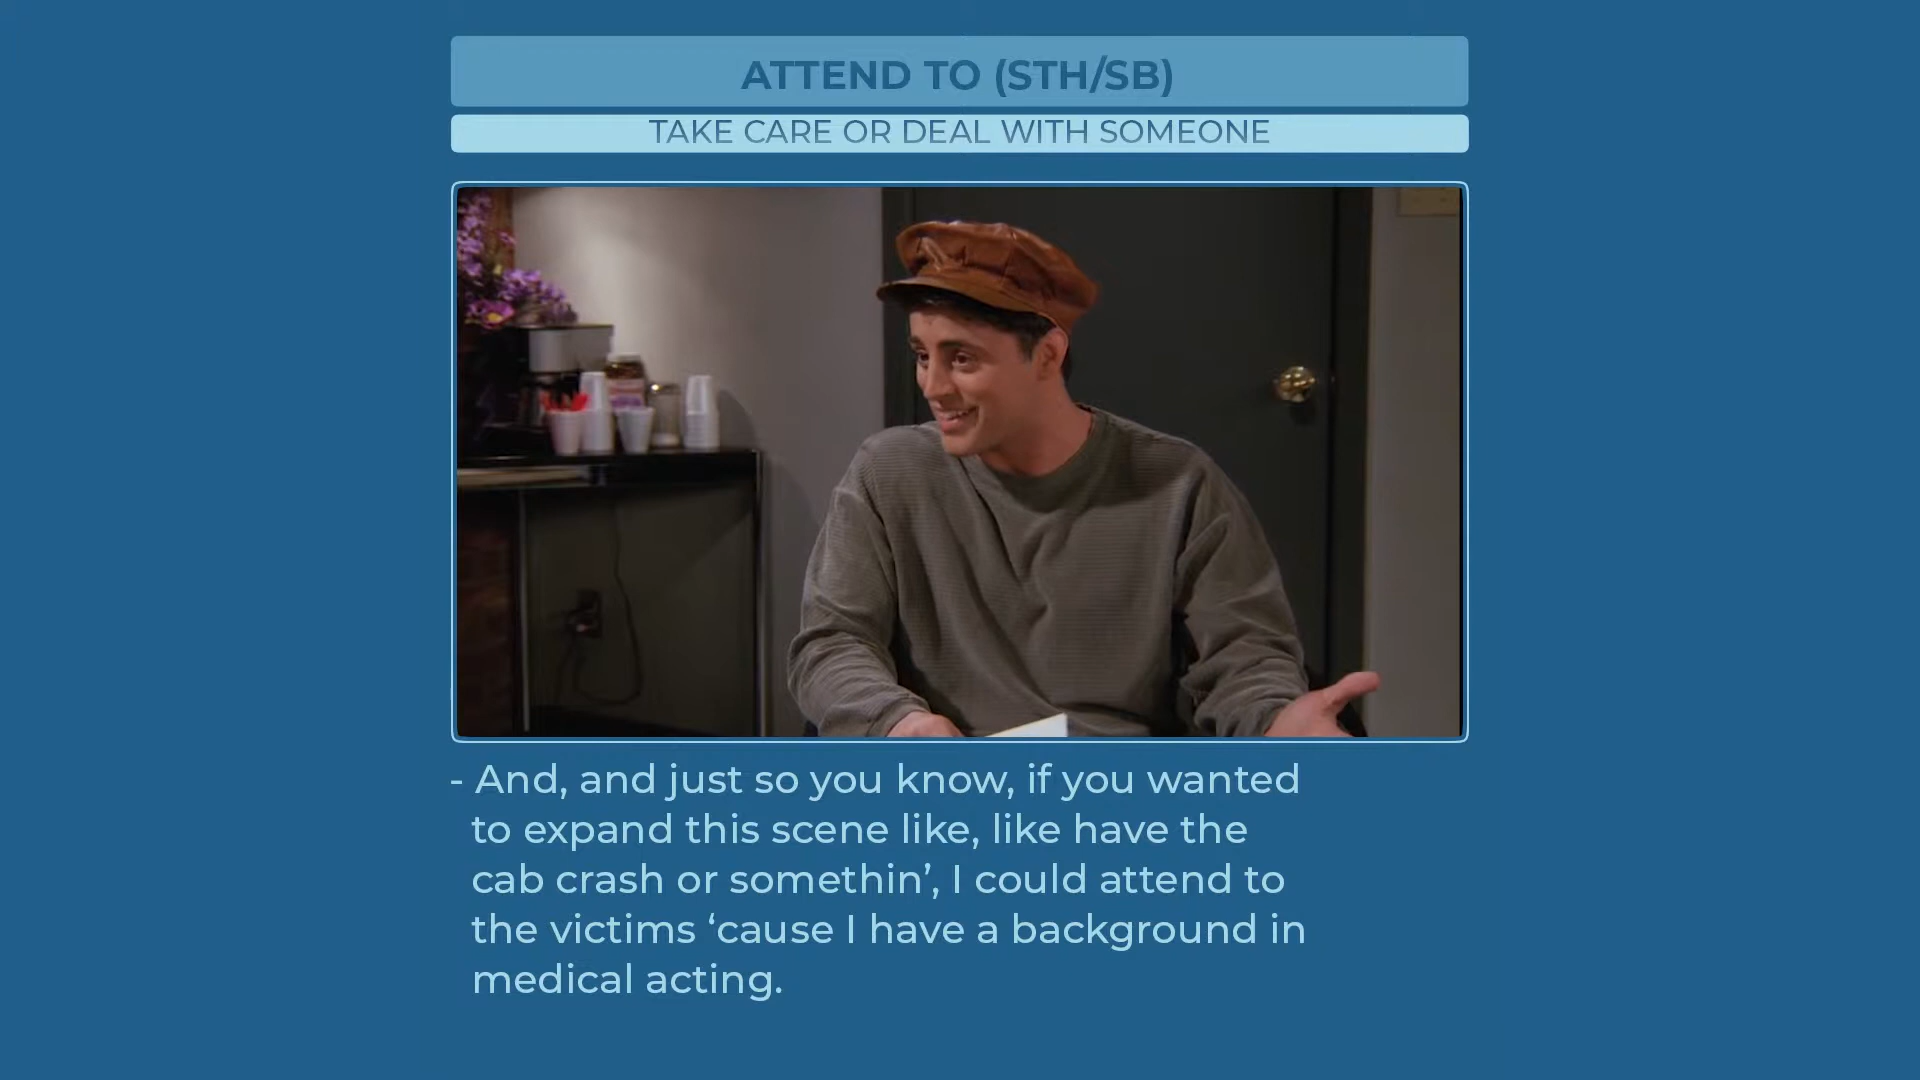 ATTEND TO (STH/SB)
TAKE CARE OR DEAL WITH SOMEONE
- And, and just so you know, if you wanted
to expand this scene like, like have the
cab crash or somethin’, I could attend to
the victims ‘cause I have a background in
medical acting.